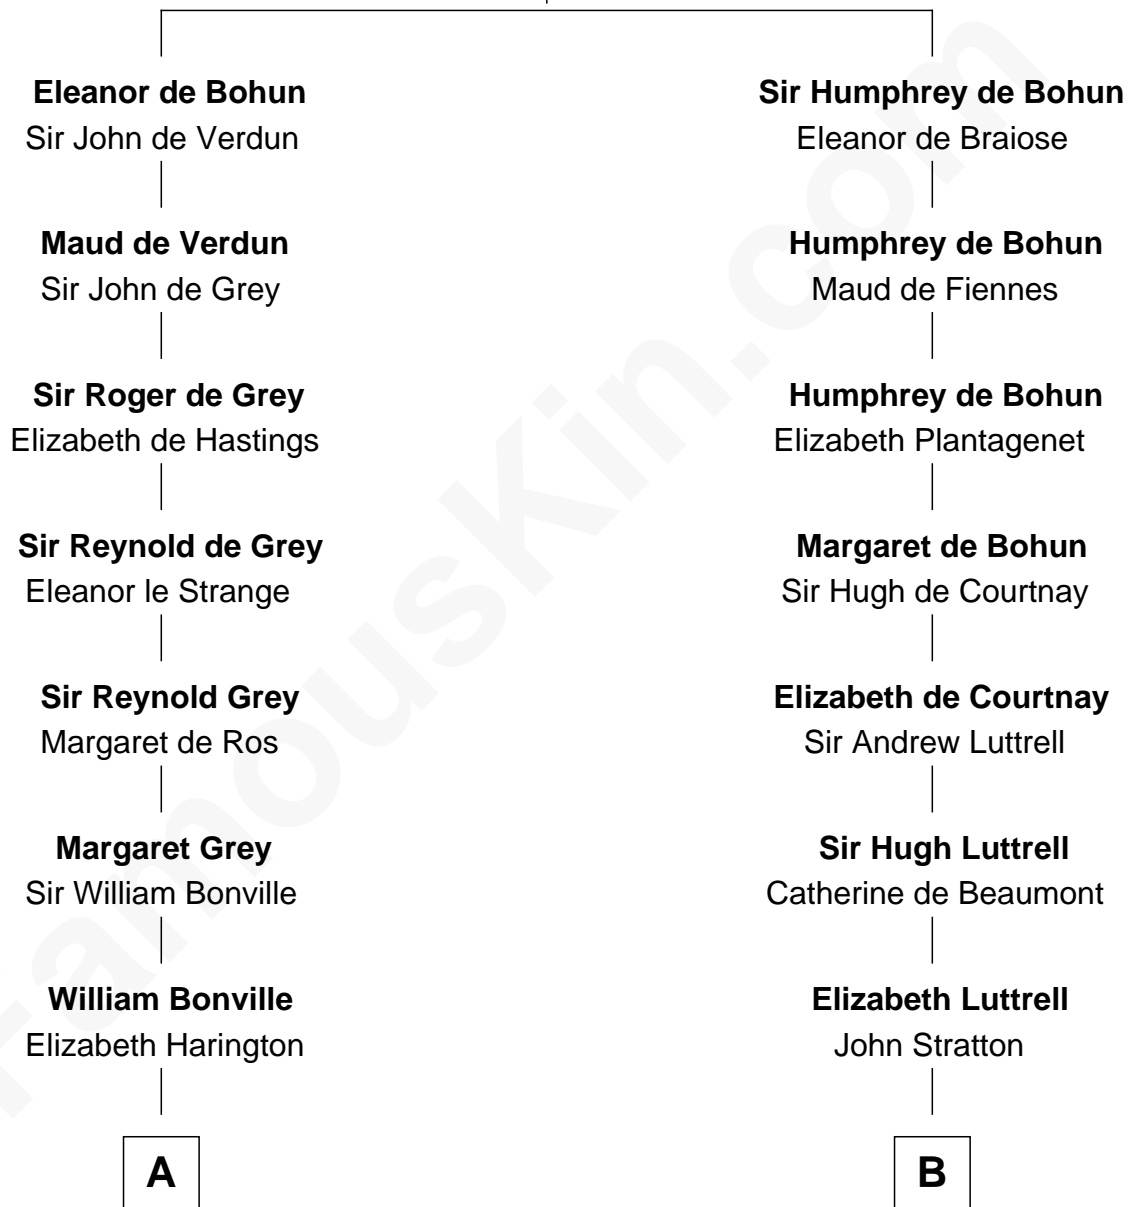 Eleanor de Bohun
Sir John de Verdun
Maud de Verdun
Sir John de Grey
Sir Roger de Grey
Elizabeth de Hastings
Sir Reynold de Grey
Eleanor le Strange
Sir Reynold Grey
Margaret de Ros
Margaret Grey
Sir William Bonville
William Bonville
Elizabeth Harington
A
Sir Humphrey de Bohun
Eleanor de Braiose
Humphrey de Bohun
Maud de Fiennes
Humphrey de Bohun
Elizabeth Plantagenet
Margaret de Bohun
Sir Hugh de Courtnay
Elizabeth de Courtnay
Sir Andrew Luttrell
Sir Hugh Luttrell
Catherine de Beaumont
Elizabeth Luttrell
John Stratton
B
FamousKin.com